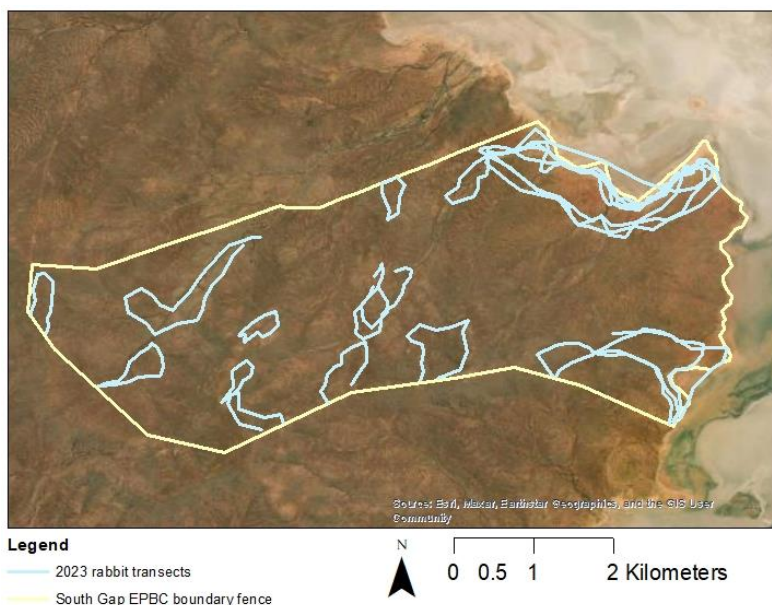 Source: Esri, Maxar, Earthstar Geographics, and the GIS User
Community
Legend
2023 rabbit transects
South Gap EPBC boundary fence
N
0 0.5 1 2 Kilometers